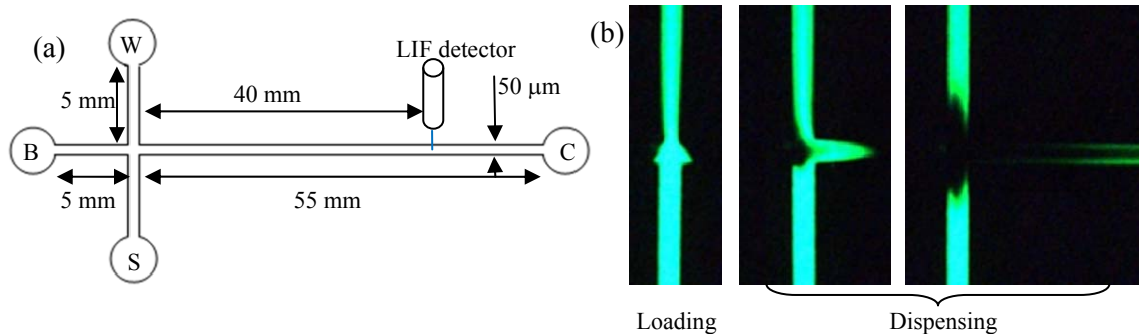 (a)
W
LIF detector
5 mm
40 mm
50 μm
B
C
5 mm
55 mm
S
(b)
Loading
Dispensing